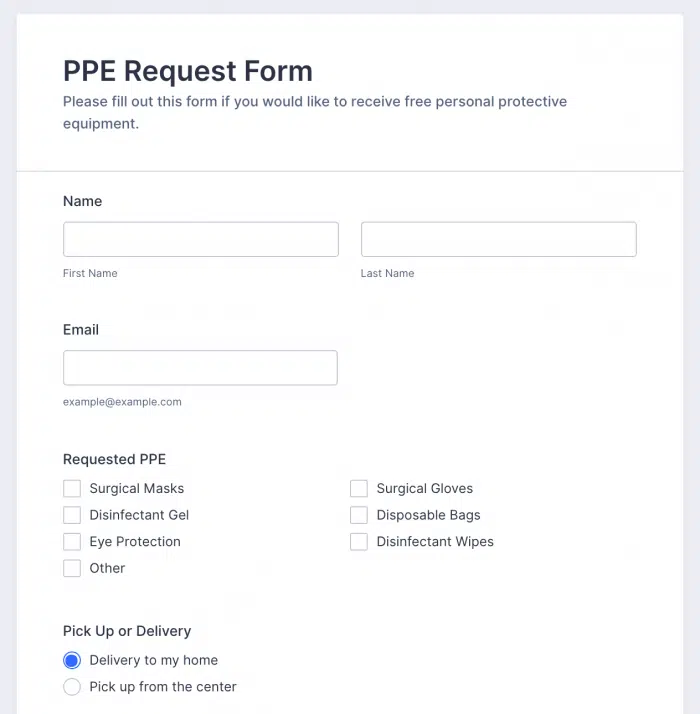 PPE Request Form
Please fill out this form if you would like to receive free personal protective
equipment.
Name
First Name
Last Name
Email
example@example.com
Requested PPE
Surgical Masks
Surgical Gloves
Disinfectant Gel
Disposable Bags
Eye Protection
Disinfectant Wipes
Other
Pick Up or Delivery
Delivery to my home
Pick up from the center